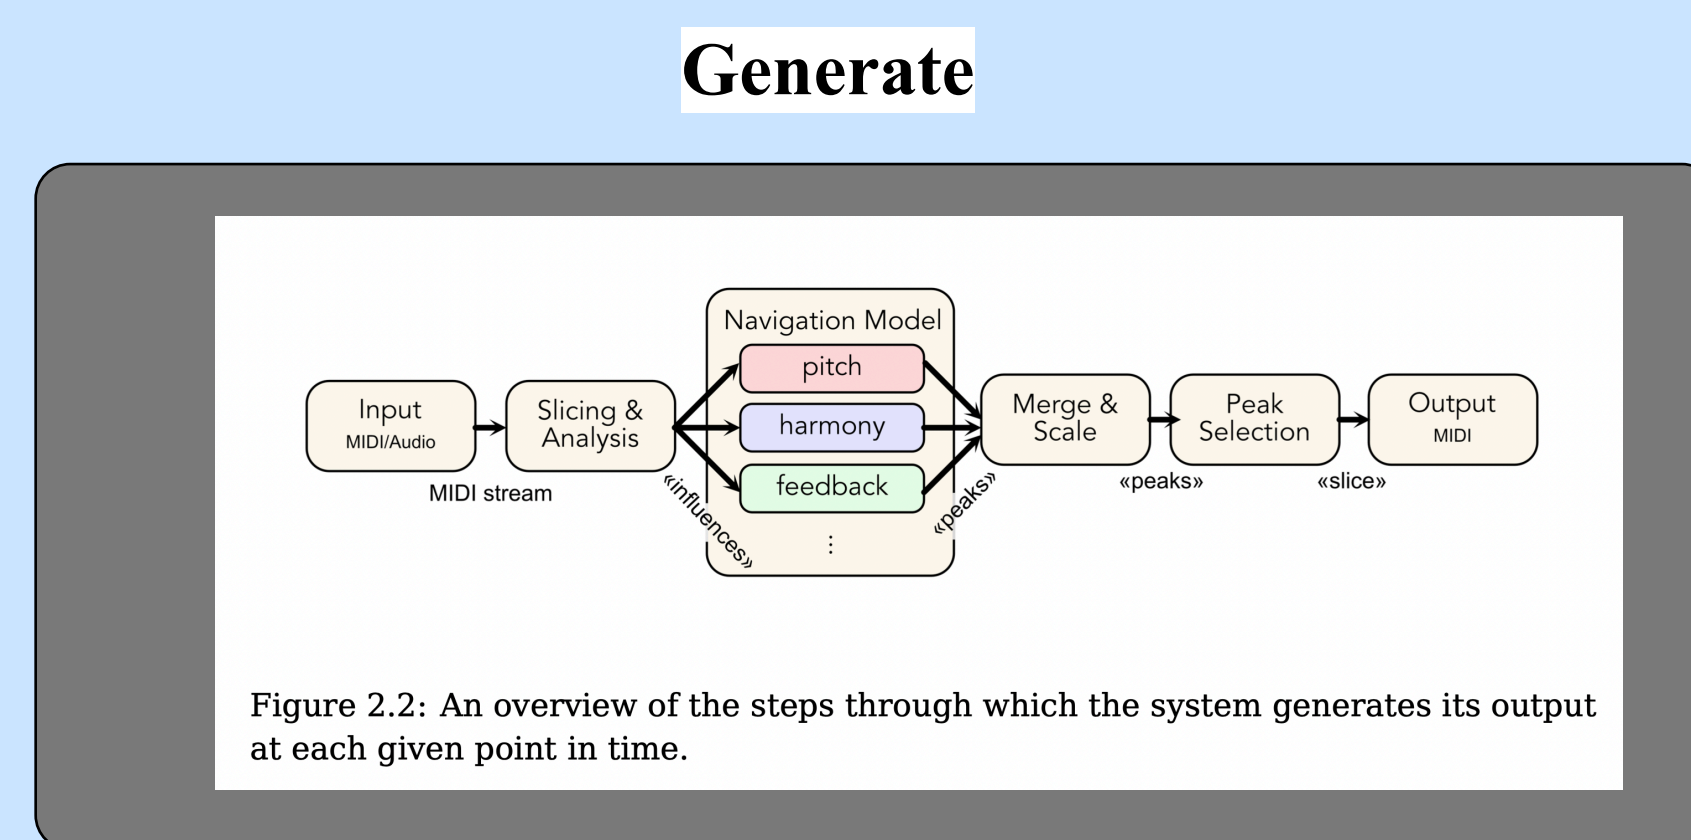 Generate
Navigation Model
pitch
harmony
feedback
⋮
Input
MIDI/Audio
MIDI stream
Slicing &
Analysis
«influences»
«peaks»
Merge &
Scale
«peaks»
Peak
Selection
«slice»
Output
MIDI
Figure 2.2: An overview of the steps through which the system generates its output
at each given point in time.